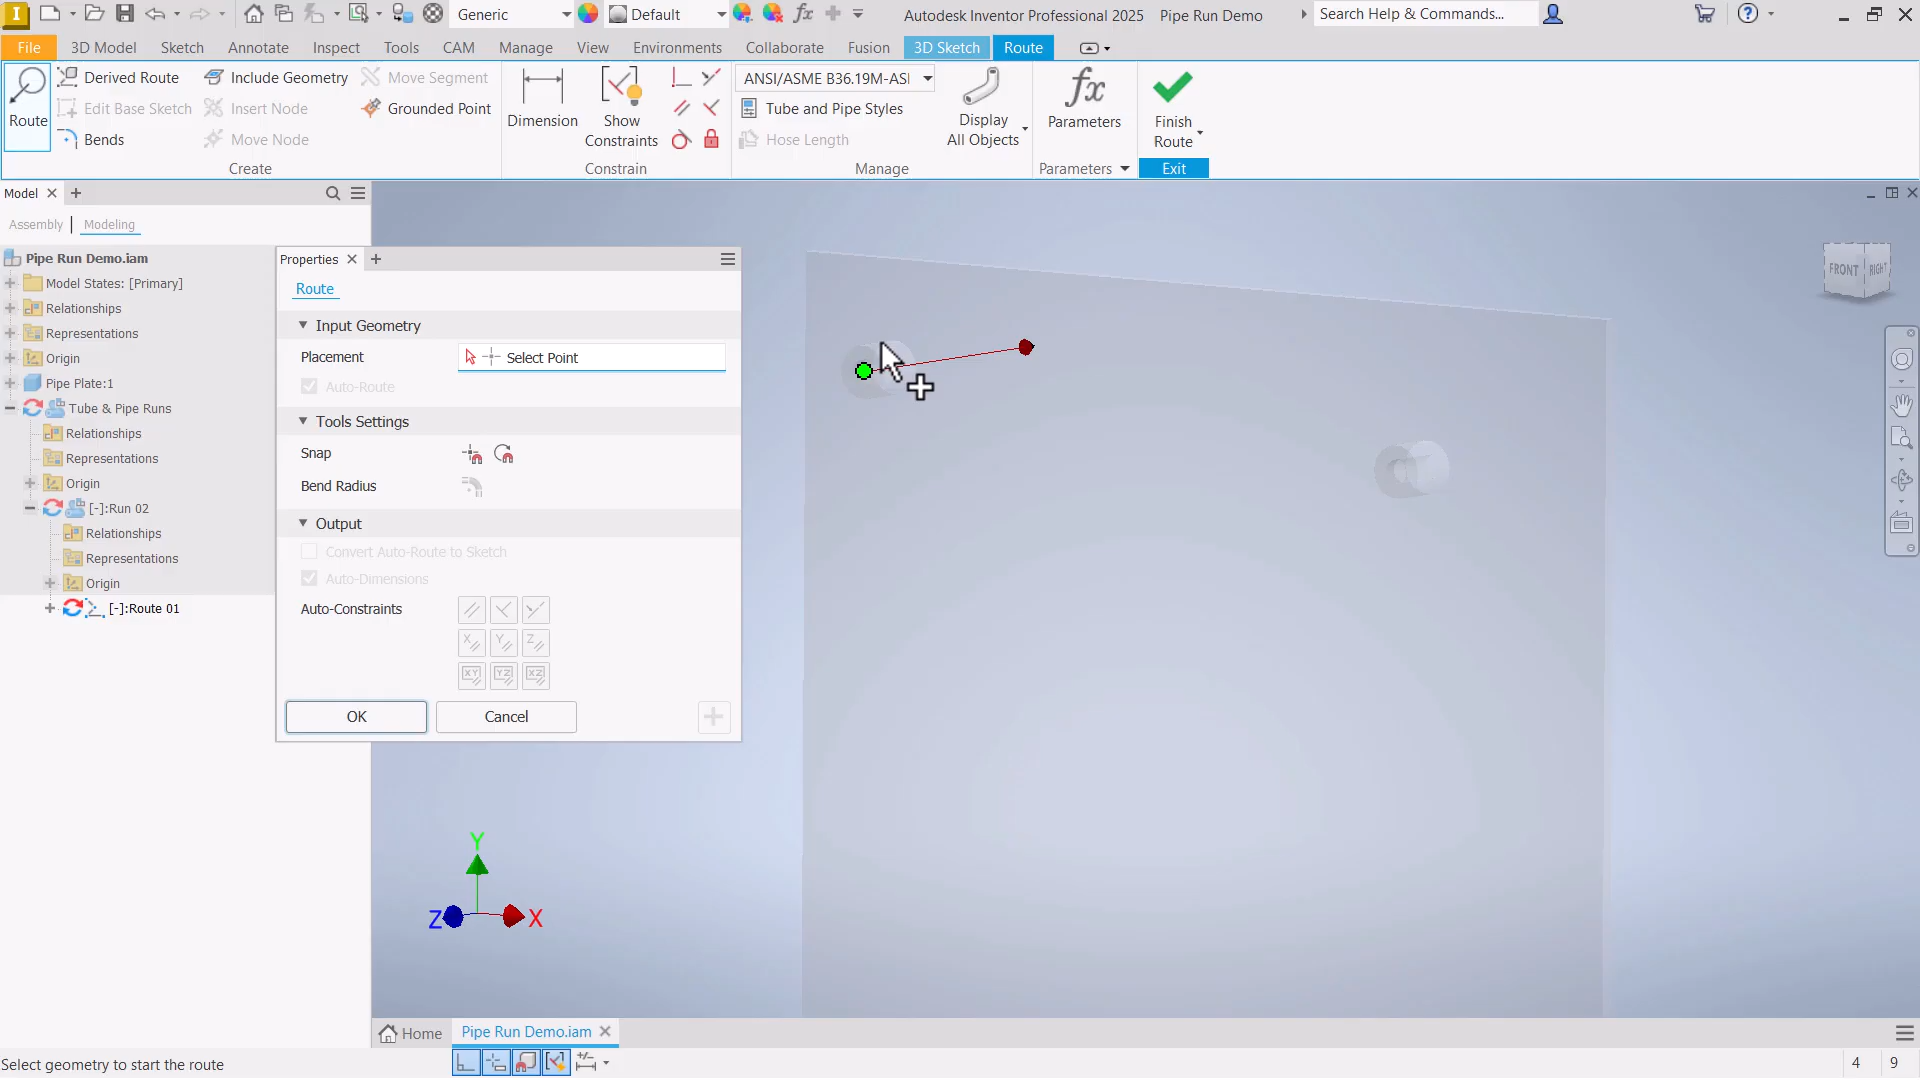 Generic
Default
fx
Autodesk Inventor Professional 2025 Pipe Run Demo
Search Help & Commands...
File 3D Model Sketch Annotate Inspect Tools CAM Manage View Environments Collaborate Fusion 3D Sketch Route
Route
Derived Route
Edit Base Sketch
Bends
Include Geometry
Insert Node
Move Node
Move Segment
Grounded Point
Create
Dimension
Show
Constraints
Constrain
ANSI/ASME B36.19M-ASI
Tube and Pipe Styles
Hose Length
Display
All Objects
Manage
fx
Parameters
Parameters
Finish
Route
Exit
Model
Assembly | Modeling
Pipe Run Demo.iam
Model States: [Primary]
Relationships
Representations
Origin
Pipe Plate:1
Tube & Pipe Runs
Relationships
Representations
Origin
[-]:Run 02
Relationships
Representations
Origin
[-]:Route 01
Properties
Route
Input Geometry
Placement
Select Point
Auto-Route
Tools Settings
Snap
Bend Radius
Output
Convert Auto-Route to Sketch
Auto-Dimensions
Auto-Constraints
X Y Z
XY YZ XZ
OK
Cancel
FRONT RIGHT
Y
Z
X
Home
Pipe Run Demo.iam
Select geometry to start the route
4 9